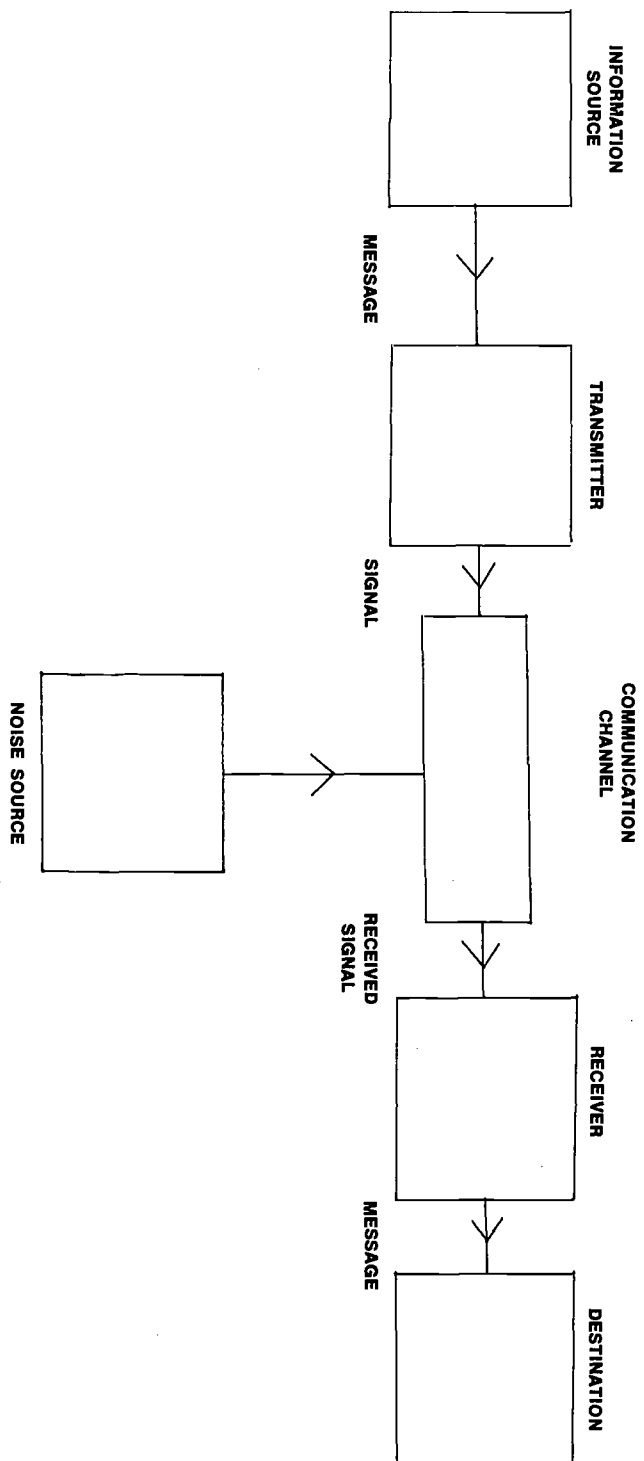 INFORMATION
SOURCE
MESSAGE
TRANSMITTER
SIGNAL
COMMUNICATION
CHANNEL
NOISE SOURCE
RECEIVED
SIGNAL
RECEIVER
MESSAGE
DESTINATION